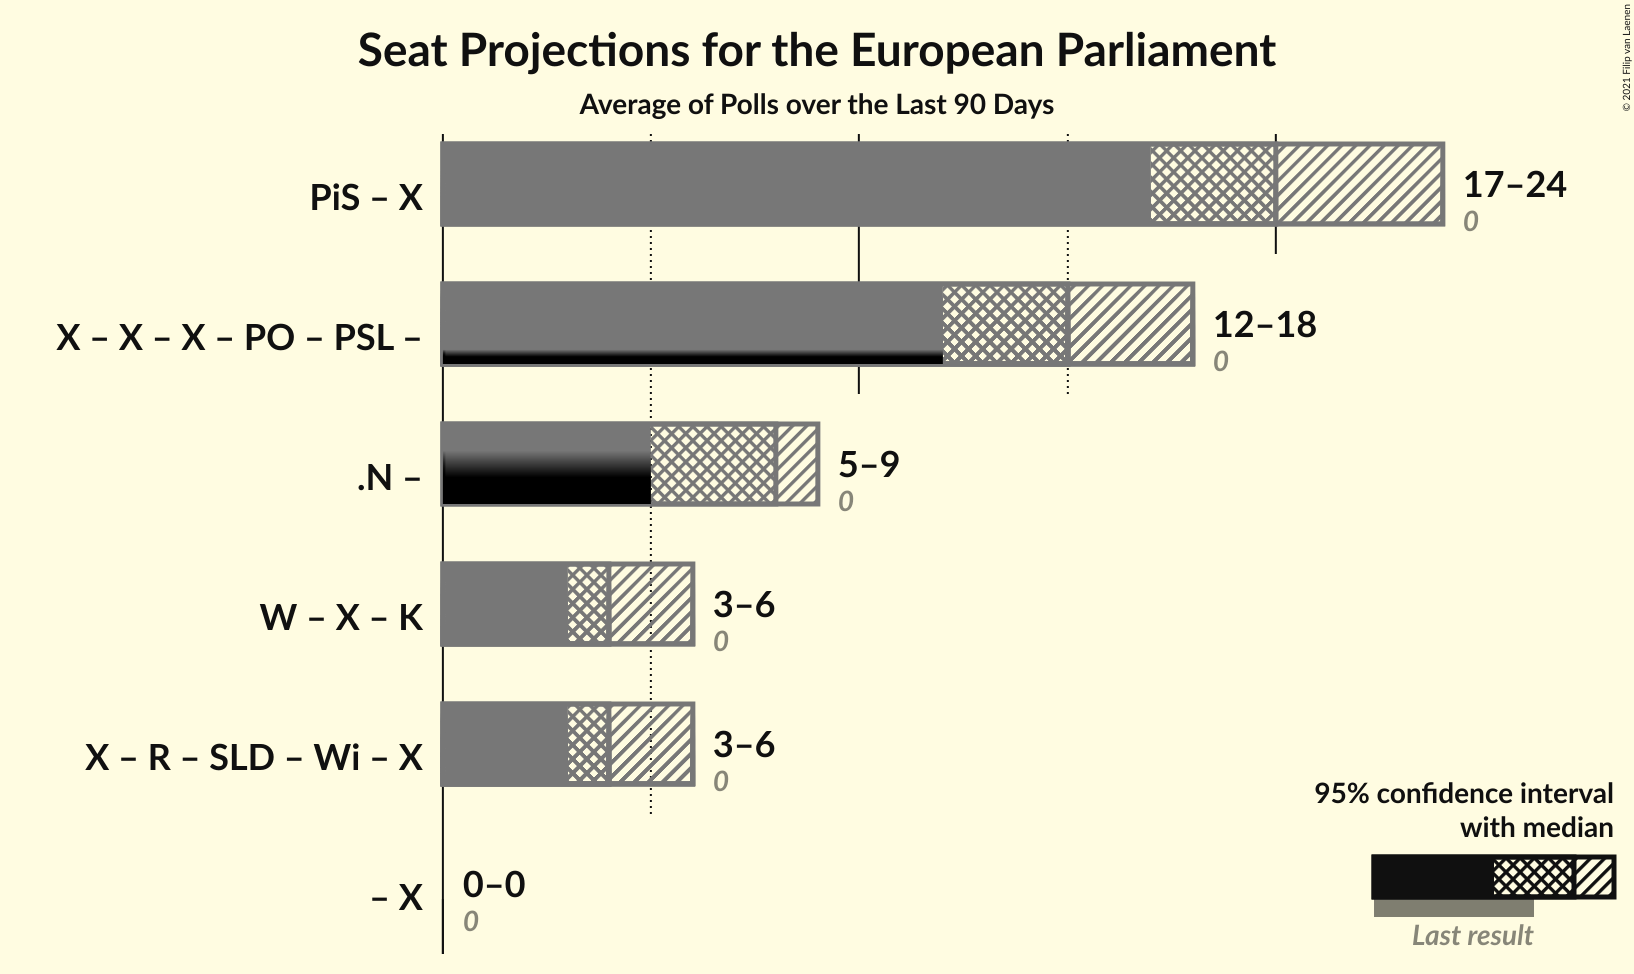 Seat Projections for the European Parliament
Average of Polls over the Last 90 Days
© 2021 Filip van Laenen
PiS – X
17–24
0
X – X – X – PO – PSL –
12–18
0
.N –
5–9
0
W – X – K
3–6
0
X – R – SLD – Wi – X
3–6
0
– X
0–0
0
95% confidence interval
with median
Last result